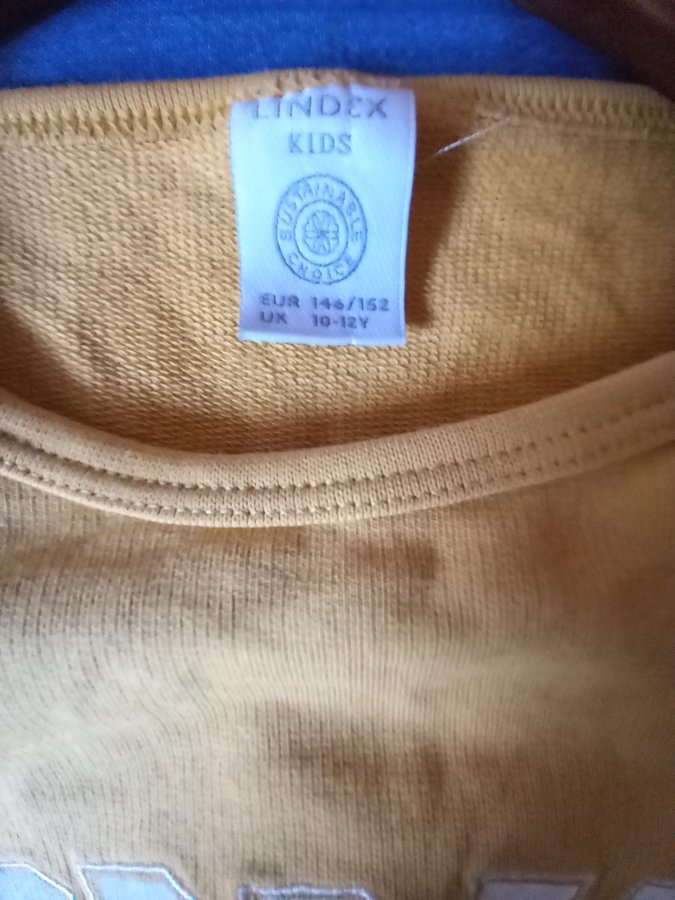 LINDEX
KIDS
SUSTAINABLE
CHOICE
EUR 146/152
UK 10-12Y